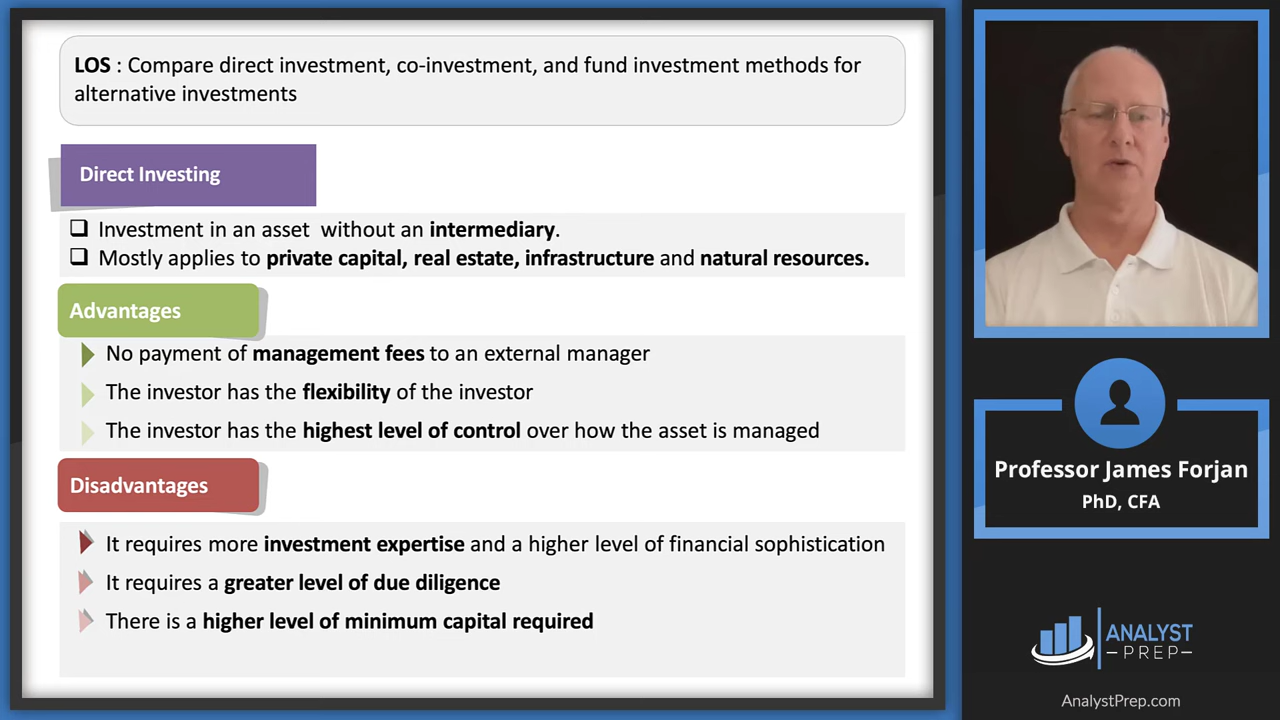 LOS : Compare direct investment, co-investment, and fund investment methods for
alternative investments
Direct Investing
Investment in an asset without an intermediary.
Mostly applies to private capital, real estate, infrastructure and natural resources.
Advantages
No payment of management fees to an external manager
The investor has the flexibility of the investor
The investor has the highest level of control over how the asset is managed
Disadvantages
It requires more investment expertise and a higher level of financial sophistication
It requires a greater level of due diligence
There is a higher level of minimum capital required
Professor James Forjan
PhD, CFA
ANALYST
PREP
AnalystPrep.com